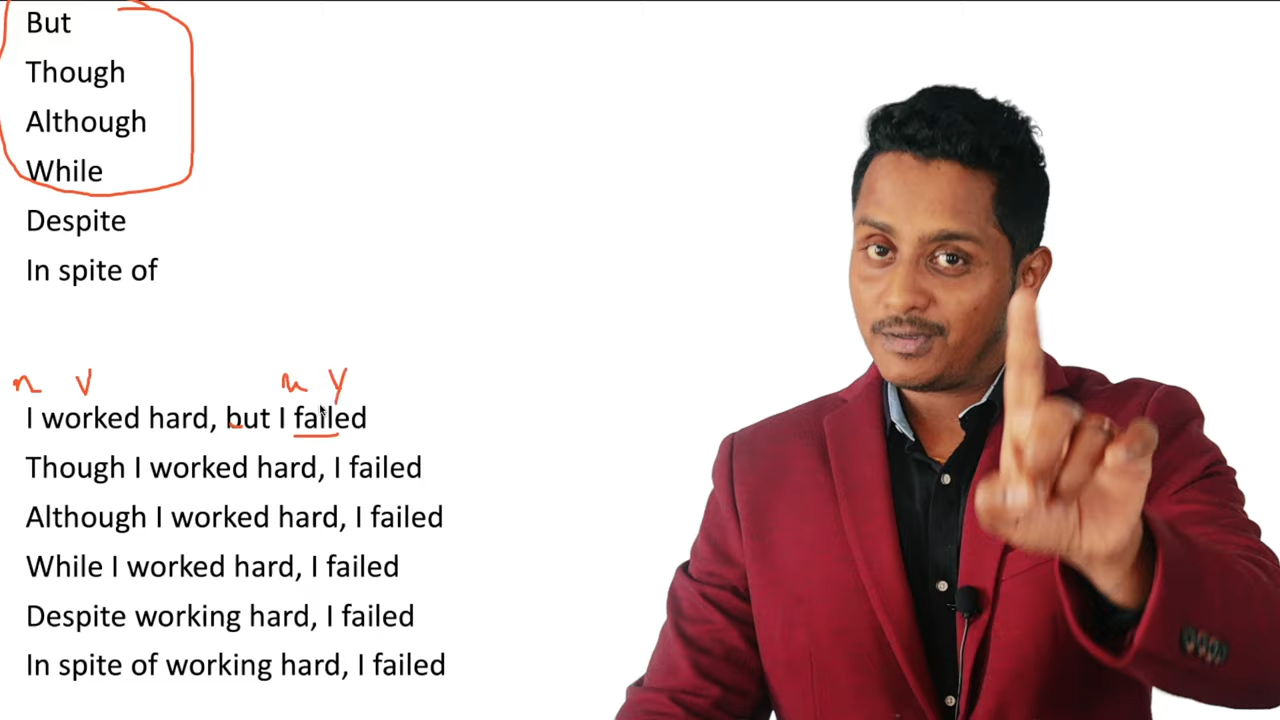 But
Though
Although
While
Despite
In spite of
n v n v
I worked hard, but I failed
Though I worked hard, I failed
Although I worked hard, I failed
While I worked hard, I failed
Despite working hard, I failed
In spite of working hard, I failed